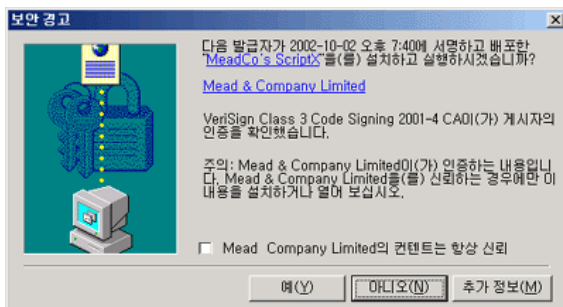 보안 경고
다음 발급자가 2002-10-02 오후 7:40에 서명하고 배포한
"MeadCo's ScriptX"을(를) 설치하고 실행하시겠습니까?
Mead & Company Limited
VeriSign Class 3 Code Signing 2001-4 CA이(가) 게시자의
인증을 확인했습니다.
주의: Mead & Company Limited이(가) 인증하는 내용입니
다. Mead & Company Limited을(를) 신뢰하는 경우에만 이
내용을 설치하거나 열어 보십시오.
Mead  Company Limited의 컨텐트는 항상 신뢰
예(Y)
아니오(N)
추가 정보(M)